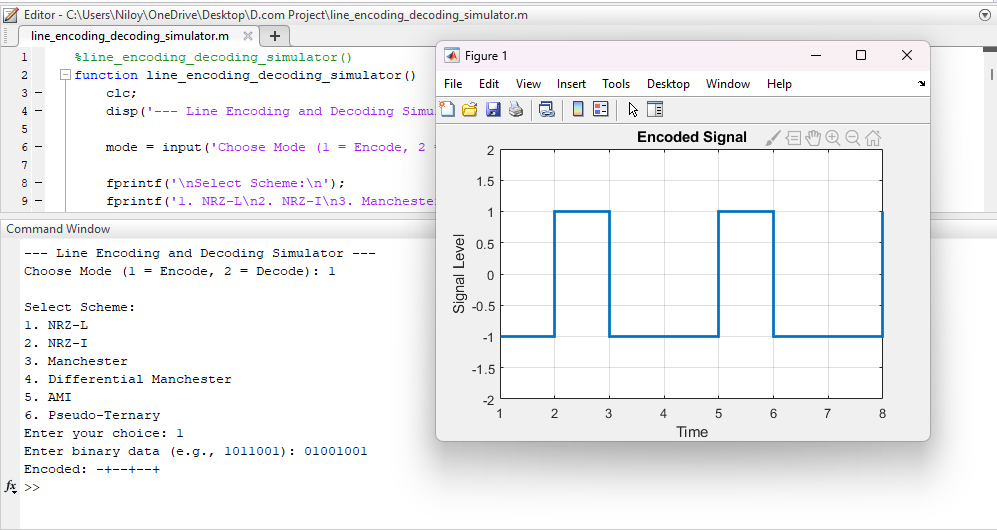 Editor - C:\Users\Niloy\OneDrive\Desktop\D.com Project\line_encoding_decoding_simulator.m
line_encoding_decoding_simulator.m
1 %line_encoding_decoding_simulator()
2 function line_encoding_decoding_simulator()
3 - clc;
4 - disp('--- Line Encoding and Decoding Simu
5
6 - mode = input('Choose Mode (1 = Encode, 2 =
7
8 - fprintf('\nSelect Scheme:\n');
9 - fprintf('1. NRZ-L\n2. NRZ-I\n3. Mancheste
Figure 1
File Edit View Insert Tools Desktop Window Help
Encoded Signal
2
1.5
1
0.5
0
-0.5
-1
-1.5
-2
Signal Level
1 2 3 4 5 6 7 8
Time
Command Window
--- Line Encoding and Decoding Simulator ---
Choose Mode (1 = Encode, 2 = Decode): 1
Select Scheme:
1. NRZ-L
2. NRZ-I
3. Manchester
4. Differential Manchester
5. AMI
6. Pseudo-Ternary
Enter your choice: 1
Enter binary data (e.g., 1011001): 01001001
Encoded: -+--+--+
fx >>